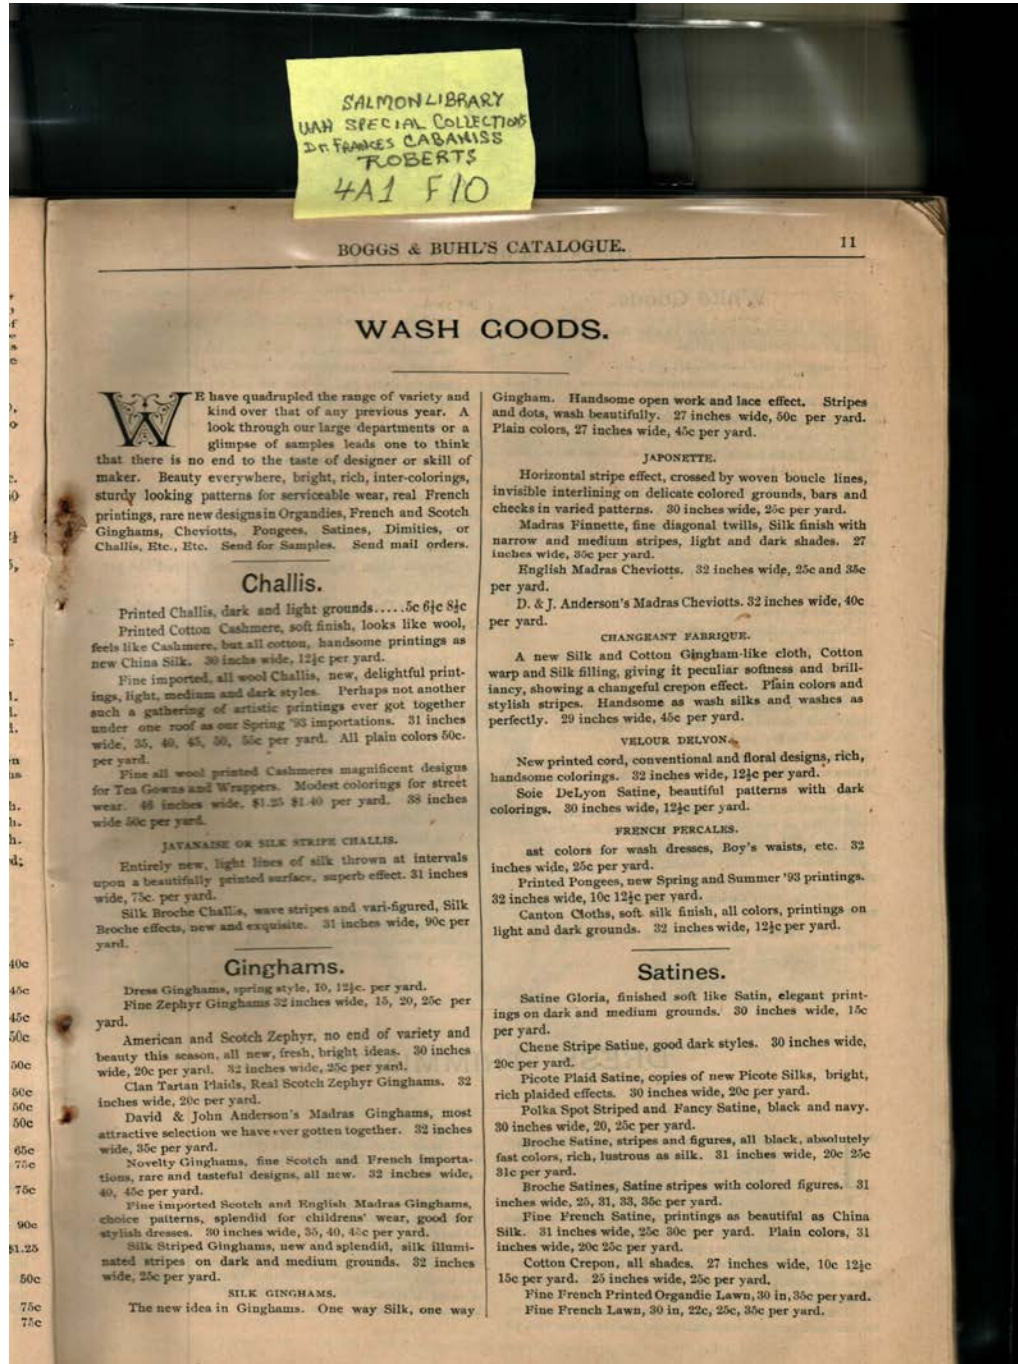 SALMON LIBRARY
UAH SPECIAL COLLECTIONS
Dr. FRANCES CABANISS
ROBERTS
4A1 F10
BOGGS & BUHL'S CATALOGUE.
11
WASH GOODS.
WE have quadrupled the range of variety and
kind over that of any previous year. A
look through our large departments or a
glimpse of samples leads one to think
that there is no end to the taste of designer or skill of
maker. Beauty everywhere, bright, rich, inter-colorings,
sturdy looking patterns for serviceable wear, real French
printings, rare new designs in Organdies, French and Scotch
Ginghams, Cheviotts, Pongees, Satines, Dimities, or
Challis, Etc., Etc. Send for Samples. Send mail orders.
Challis.
Printed Challis, dark and light grounds.....5c 6¼c 8½c
Printed Cotton Cashmere, soft finish, looks like wool,
feels like Cashmere, but all cotton, handsome printings as
new China Silk. 30 inchs wide, 12½c per yard.
Fine imported, all wool Challis, new, delightful print-
ings, light, medium and dark styles. Perhaps not another
such a gathering of artistic printings ever got together
under one roof as our Spring '93 importations. 31 inches
wide, 35, 40, 45, 50, 55c per yard. All plain colors 50c.
per yard.
Fine all wool printed Cashmeres magnificent designs
for Tea Gowns and Wrappers. Modest colorings for street
wear. 46 inches wide, $1.25 $1.40 per yard. 38 inches
wide 50c per yard.
JAVANAISE OR SILK STRIPE CHALLIS.
Entirely new, light lines of silk thrown at intervals
upon a beautifully printed surface, superb effect. 31 inches
wide, 75c. per yard.
Silk Broche Challis, wave stripes and vari-figured, Silk
Broche effects, new and exquisite. 31 inches wide, 90c per
yard.
Ginghams.
Dress Ginghams, spring style, 10, 12½c. per yard.
Fine Zephyr Ginghams 32 inches wide, 15, 20, 25c per
yard.
American and Scotch Zephyr, no end of variety and
beauty this season, all new, fresh, bright ideas. 30 inches
wide, 20c per yard. 32 inches wide, 25c per yard.
Clan Tartan Plaids, Real Scotch Zephyr Ginghams. 32
inches wide, 20c per yard.
David & John Anderson's Madras Ginghams, most
attractive selection we have ever gotten together. 32 inches
wide, 35c per yard.
Novelty Ginghams, fine Scotch and French importa-
tions, rare and tasteful designs, all new. 32 inches wide,
40, 45c per yard.
Fine imported Scotch and English Madras Ginghams,
choice patterns, splendid for childrens' wear, good for
stylish dresses. 30 inches wide, 35, 40, 45c per yard.
Silk Striped Ginghams, new and splendid, silk illumi-
nated stripes on dark and medium grounds. 32 inches
wide, 25c per yard.
SILK GINGHAMS.
The new idea in Ginghams. One way Silk, one way
Gingham. Handsome open work and lace effect. Stripes
and dots, wash beautifully. 27 inches wide, 50c per yard.
Plain colors, 27 inches wide, 45c per yard.
JAPONETTE.
Horizontal stripe effect, crossed by woven boucle lines,
invisible interlining on delicate colored grounds, bars and
checks in varied patterns. 30 inches wide, 25c per yard.
Madras Finnette, fine diagonal twills, Silk finish with
narrow and medium stripes, light and dark shades. 27
inches wide, 35c per yard.
English Madras Cheviotts. 32 inches wide, 25c and 35c
per yard.
D. & J. Anderson's Madras Cheviotts. 32 inches wide, 40c
per yard.
CHANGEANT FABRIQUE.
A new Silk and Cotton Gingham-like cloth, Cotton
warp and Silk filling, giving it peculiar softness and brill-
iancy, showing a changeful crepon effect. Plain colors and
stylish stripes. Handsome as wash silks and washes as
perfectly. 29 inches wide, 45c per yard.
VELOUR DELYON.
New printed cord, conventional and floral designs, rich,
handsome colorings. 32 inches wide, 12½c per yard.
Soie DeLyon Satine, beautiful patterns with dark
colorings. 30 inches wide, 12½c per yard.
FRENCH PERCALES.
ast colors for wash dresses, Boy's waists, etc. 32
inches wide, 25c per yard.
Printed Pongees, new Spring and Summer '93 printings.
32 inches wide, 10c 12½c per yard.
Canton Cloths, soft silk finish, all colors, printings on
light and dark grounds. 32 inches wide, 12½c per yard.
Satines.
Satine Gloria, finished soft like Satin, elegant print-
ings on dark and medium grounds. 30 inches wide, 15c
per yard.
Chene Stripe Satine, good dark styles. 30 inches wide,
20c per yard.
Picote Plaid Satine, copies of new Picote Silks, bright,
rich plaided effects. 30 inches wide, 20c per yard.
Polka Spot Striped and Fancy Satine, black and navy.
30 inches wide, 20, 25c per yard.
Broche Satine, stripes and figures, all black, absolutely
fast colors, rich, lustrous as silk. 31 inches wide, 20c 25c
31c per yard.
Broche Satines, Satine stripes with colored figures. 31
inches wide, 25, 31, 33, 35c per yard.
Fine French Satine, printings as beautiful as China
Silk. 31 inches wide, 25c 30c per yard. Plain colors, 31
inches wide, 20c 25c per yard.
Cotton Crepon, all shades. 27 inches wide, 10c 12½c
15c per yard. 25 inches wide, 25c per yard.
Fine French Printed Organdie Lawn, 30 in, 35c per yard.
Fine French Lawn, 30 in, 22c, 25c, 35c per yard.
40c
45c
45c
50c
50c
50c
50c
50c
65c
75c
75c
90c
$1.25
50c
75c
75c